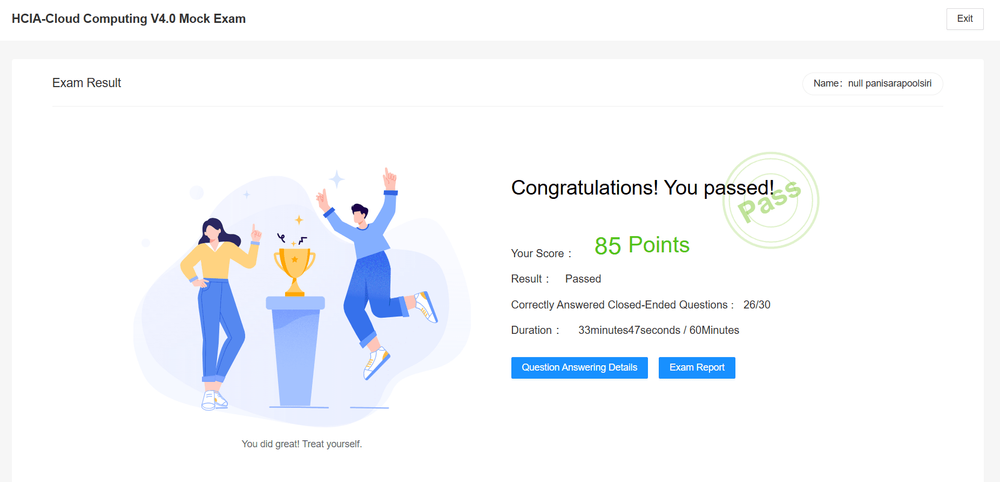 HCIA-Cloud Computing V4.0 Mock Exam
Exit
Exam Result
Name： null panisarapoolsiri
Congratulations! You passed!
Pass
Your Score： 85 Points
Result： Passed
Correctly Answered Closed-Ended Questions： 26/30
Duration： 33minutes47seconds / 60Minutes
Question Answering Details
Exam Report
You did great! Treat yourself.